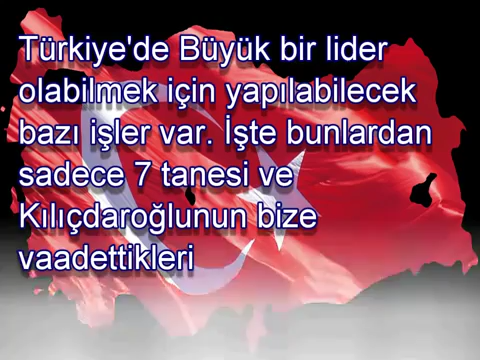 Türkiye'de Büyük bir lider
olabilmek için yapılabilecek
bazı işler var. İşte bunlardan
sadece 7 tanesi ve
Kılıçdaroğlunun bize
vaadettikleri